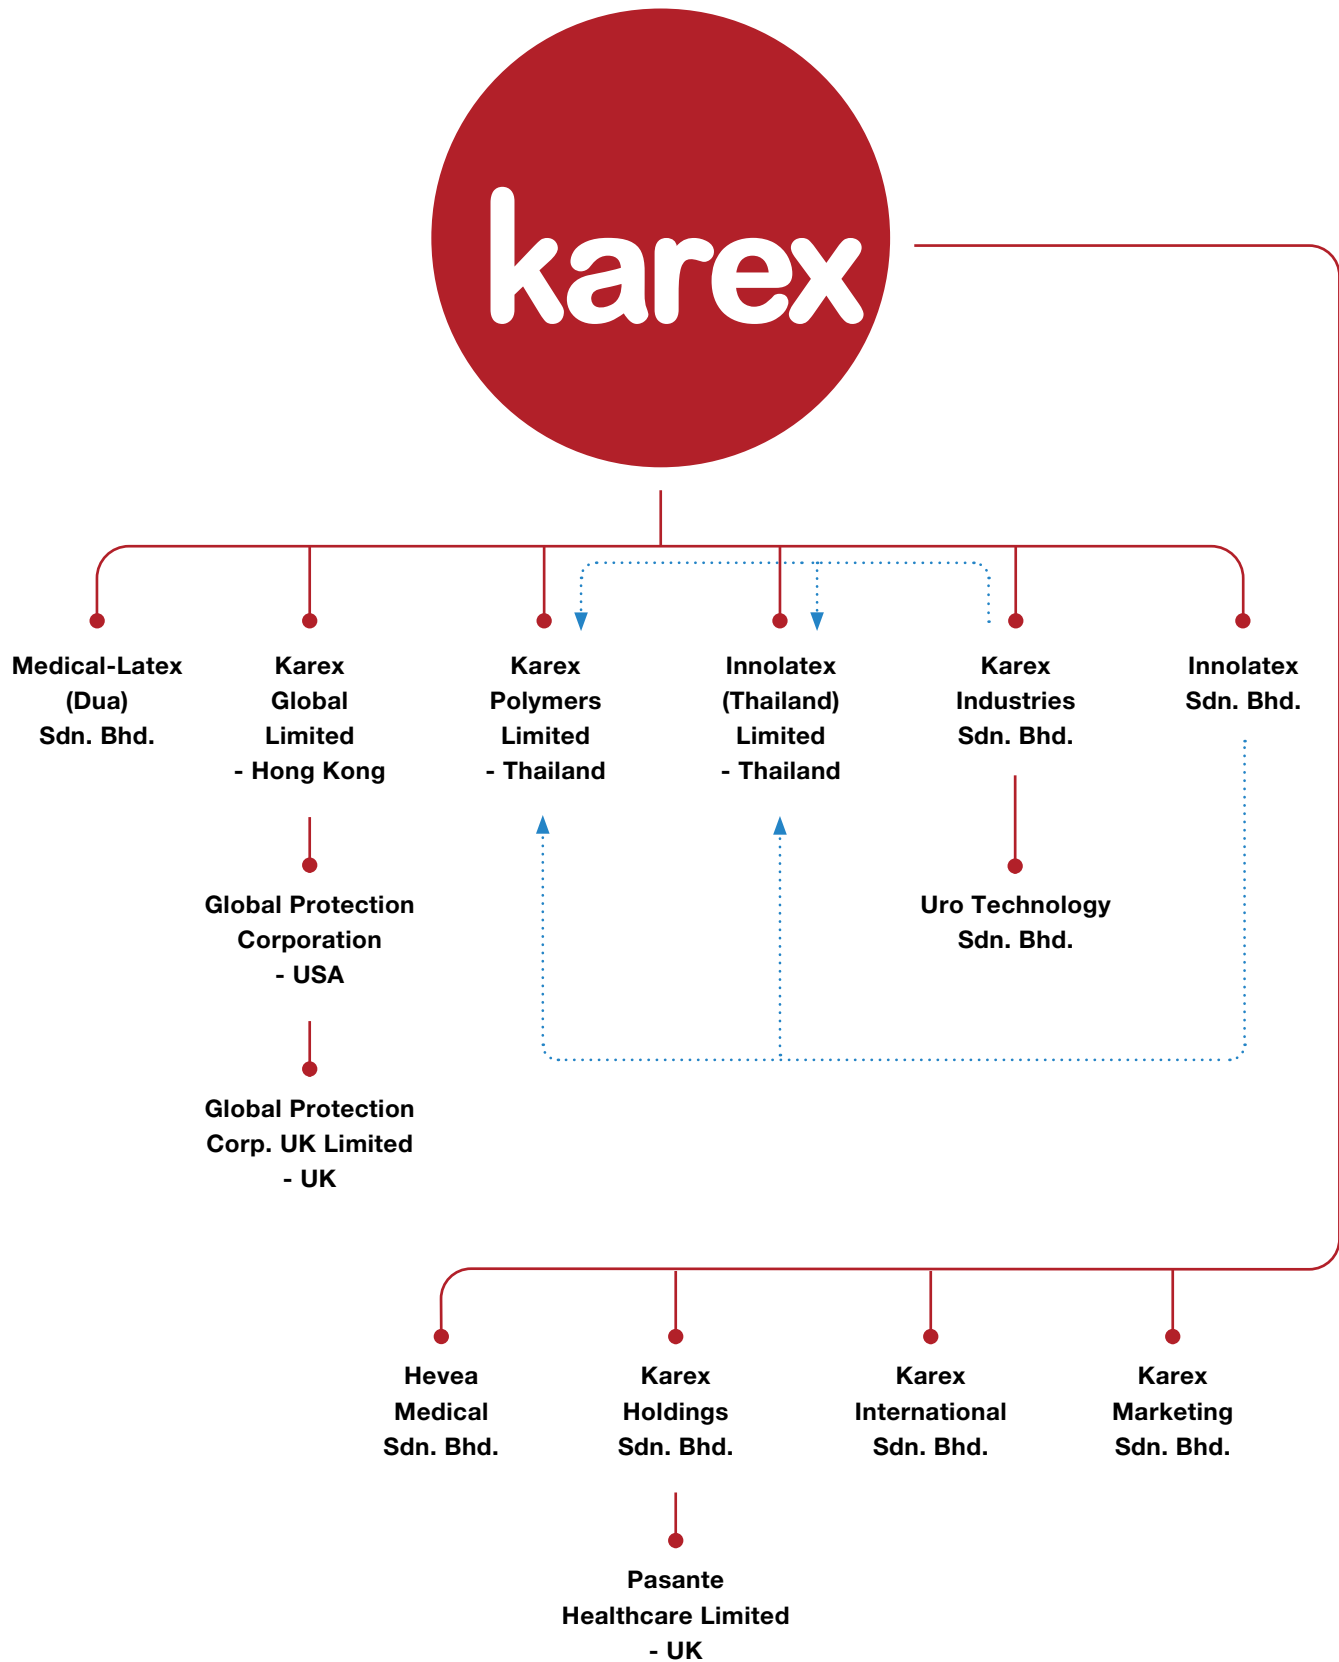 karex
Medical-Latex
(Dua)
Sdn. Bhd.
Karex
Global
Limited
- Hong Kong
Karex
Polymers
Limited
- Thailand
Innolatex
(Thailand)
Limited
- Thailand
Karex
Industries
Sdn. Bhd.
Innolatex
Sdn. Bhd.
Global Protection
Corporation
- USA
Uro Technology
Sdn. Bhd.
Global Protection
Corp. UK Limited
- UK
Hevea
Medical
Sdn. Bhd.
Karex
Holdings
Sdn. Bhd.
Karex
International
Sdn. Bhd.
Karex
Marketing
Sdn. Bhd.
Pasante
Healthcare Limited
- UK